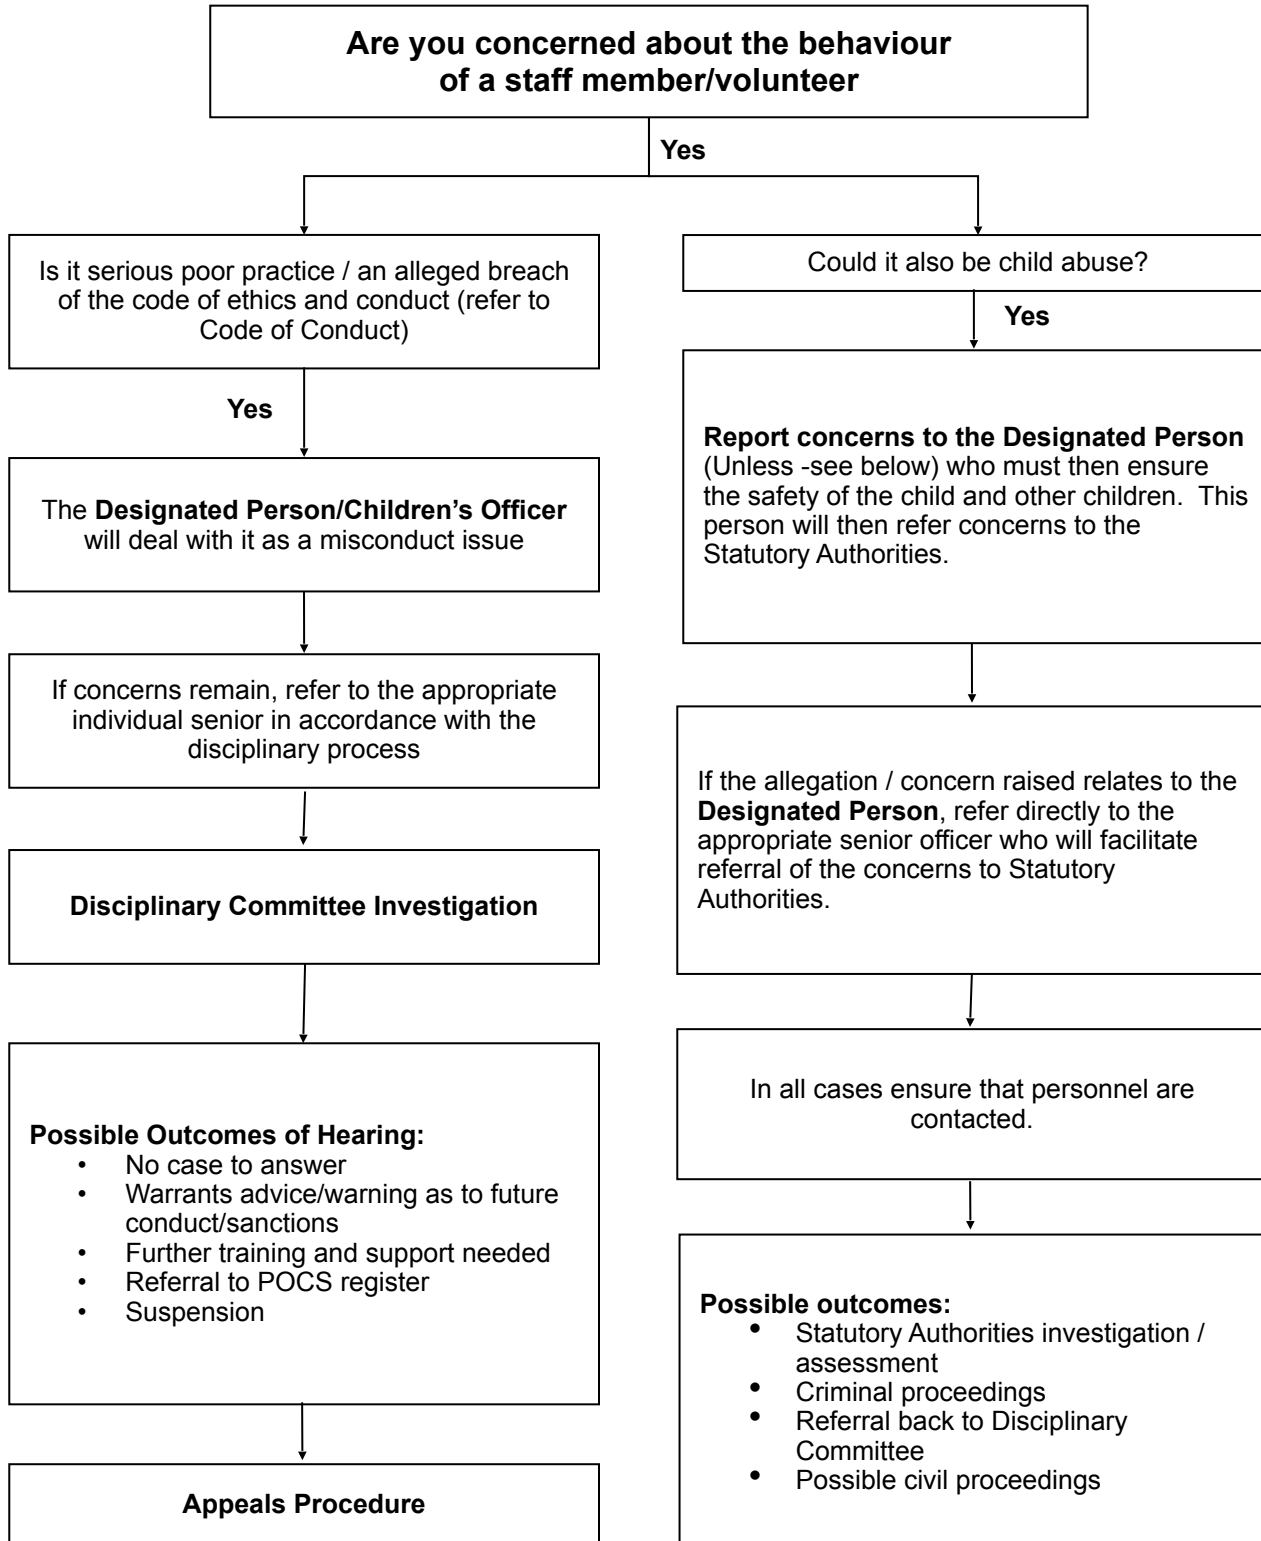 Are you concerned about the behaviour
of a staff member/volunteer
Yes
Is it serious poor practice / an alleged breach
of the code of ethics and conduct (refer to
Code of Conduct)
Yes
The Designated Person/Children's Officer
will deal with it as a misconduct issue
If concerns remain, refer to the appropriate
individual senior in accordance with the
disciplinary process
Disciplinary Committee Investigation
Possible Outcomes of Hearing:
• No case to answer
• Warrants advice/warning as to future
conduct/sanctions
• Further training and support needed
• Referral to POCS register
• Suspension
Appeals Procedure
Could it also be child abuse?
Yes
Report concerns to the Designated Person
(Unless -see below) who must then ensure
the safety of the child and other children.  This
person will then refer concerns to the
Statutory Authorities.
If the allegation / concern raised relates to the
Designated Person, refer directly to the
appropriate senior officer who will facilitate
referral of the concerns to Statutory
Authorities.
In all cases ensure that personnel are
contacted.
Possible outcomes:
• Statutory Authorities investigation /
assessment
• Criminal proceedings
• Referral back to Disciplinary
Committee
• Possible civil proceedings